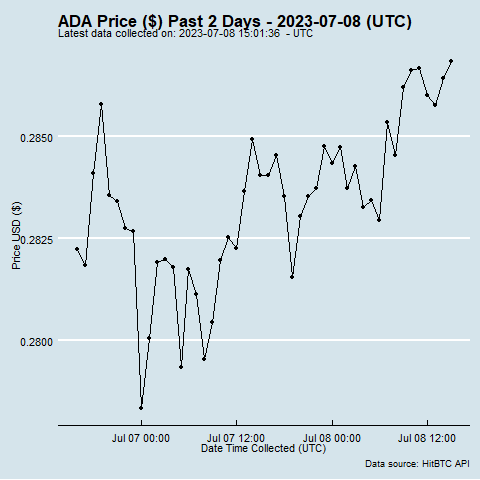 ADA Price ($) Past 2 Days - 2023-07-08 (UTC)
Latest data collected on: 2023-07-08 15:01:36 - UTC
Price USD ($)
0.2850
0.2825
0.2800
Jul 07 00:00
Jul 07 12:00
Jul 08 00:00
Jul 08 12:00
Date Time Collected (UTC)
Data source: HitBTC API